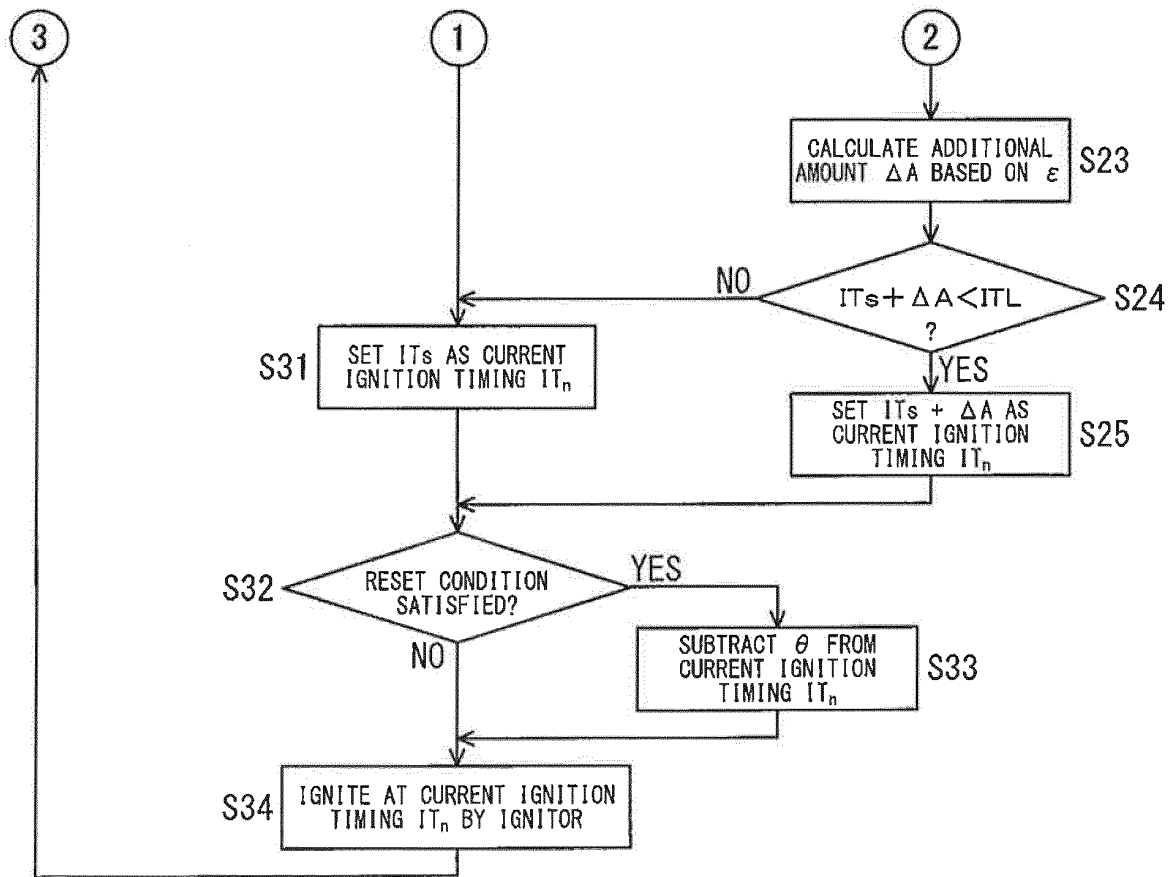 3
1
2
CALCULATE ADDITIONAL
AMOUNT ΔA BASED ON ε
S23
NO
ITs+ΔA<ITL
?
S24
S31
SET ITs AS CURRENT
IGNITION TIMING ITn
YES
SET ITs + ΔA AS
CURRENT IGNITION
TIMING ITn
S25
S32
RESET CONDITION
SATISFIED?
YES
NO
SUBTRACT θ FROM
CURRENT IGNITION
TIMING ITn
S33
S34
IGNITE AT CURRENT IGNITION
TIMING ITn BY IGNITOR